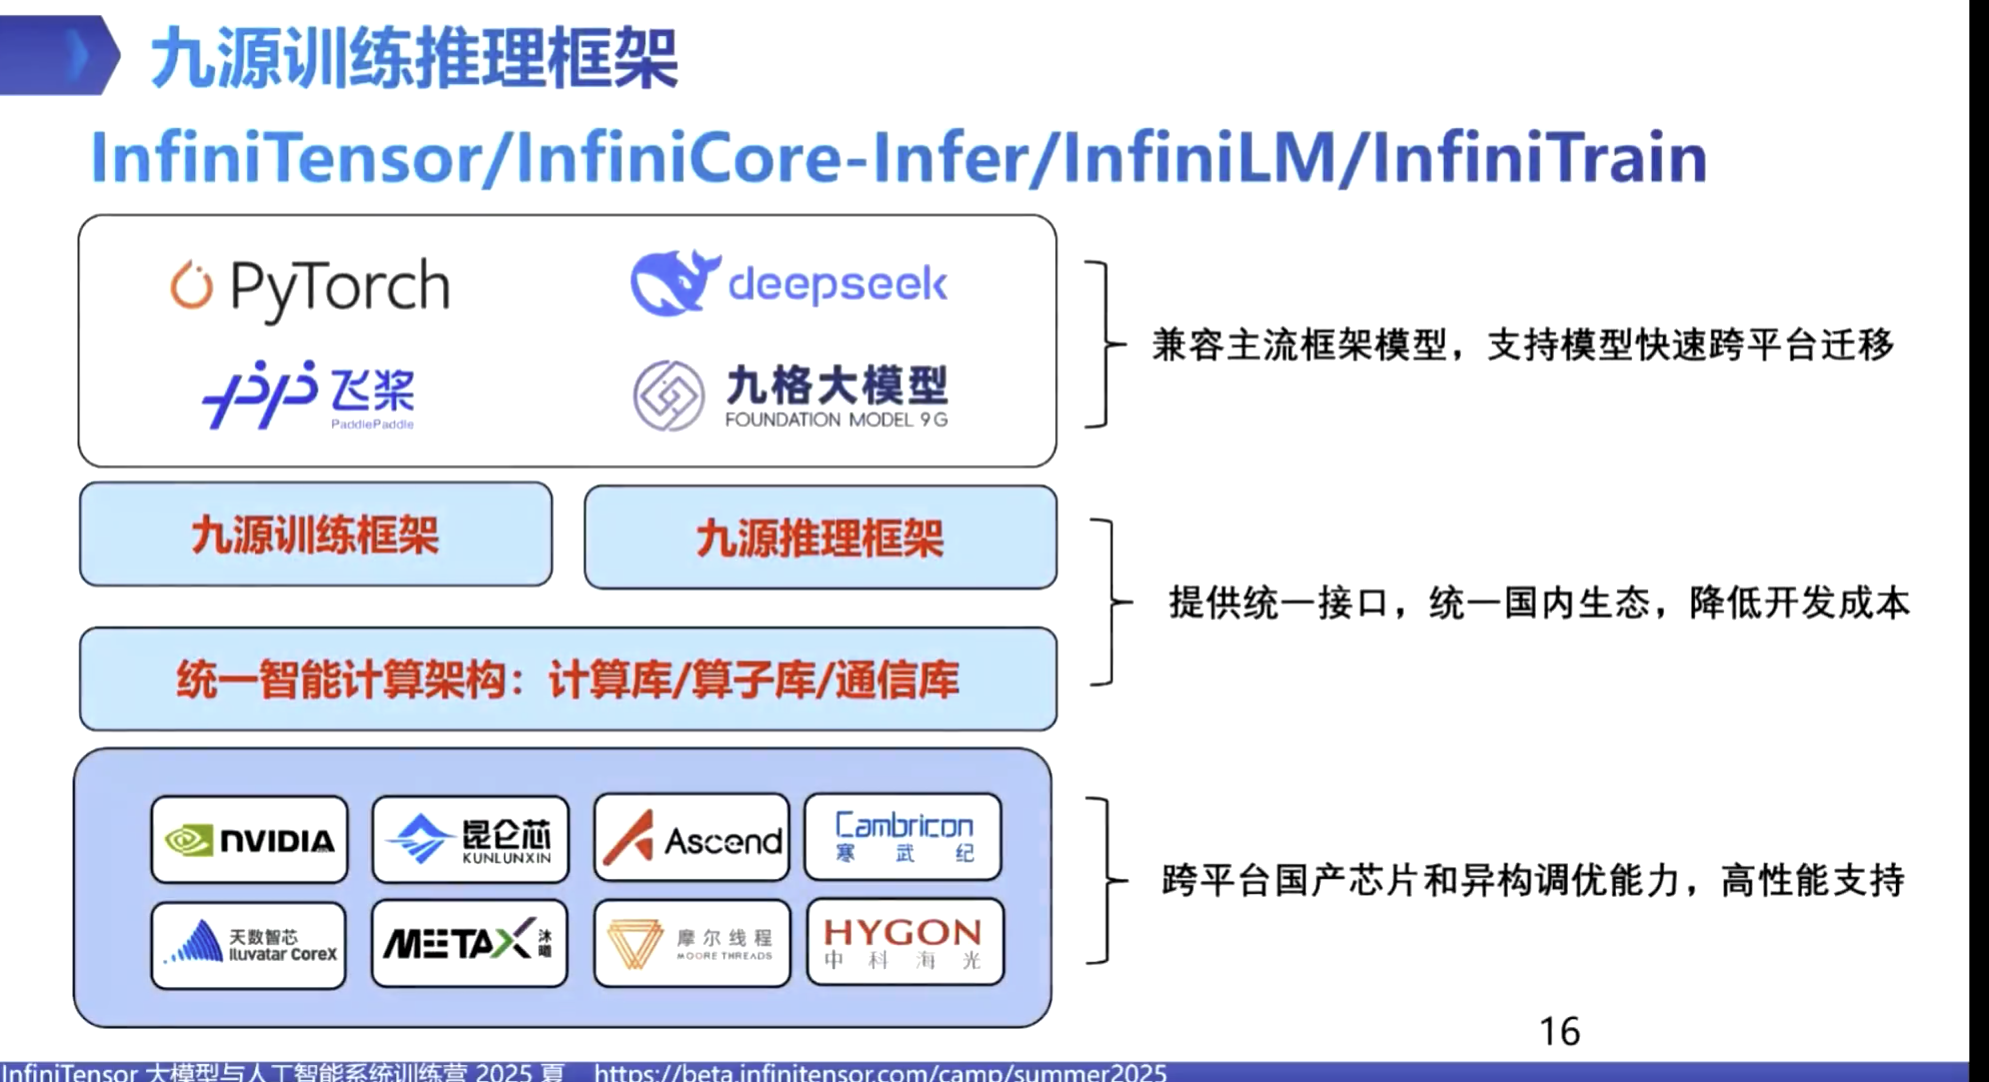 九源训练推理框架
InfiniTensor/InfiniCore-Infer/InfiniLM/InfiniTrain
PyTorch
deepseek
飞桨
PaddlePaddle
九格大模型
FOUNDATION MODEL 9G
兼容主流框架模型，支持模型快速跨平台迁移
九源训练框架
九源推理框架
统一智能计算架构：计算库/算子库/通信库
提供统一接口，统一国内生态，降低开发成本
NVIDIA
昆仑芯
KUNLUNXIN
Ascend
Cambricon
寒武纪
天数智芯
Iluvatar CoreX
METAX
沐曦
摩尔线程
MOORE THREADS
HYGON
中科海光
跨平台国产芯片和异构调优能力，高性能支持
16
InfiniTensor 大模型与人工智能系统训练营 2025 夏 https://beta.infinitensor.com/camp/summer2025